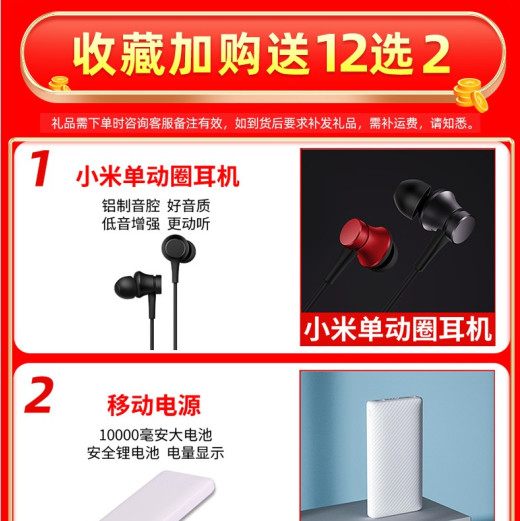 收藏加购送12选2
礼品需下单时咨询客服备注有效，如到货后要求补发礼品，需补运费，请知悉。
1 小米单动圈耳机
铝制音腔 好音质
低音增强 更动听
小米单动圈耳机
2 移动电源
10000毫安大电池
安全锂电池 电量显示